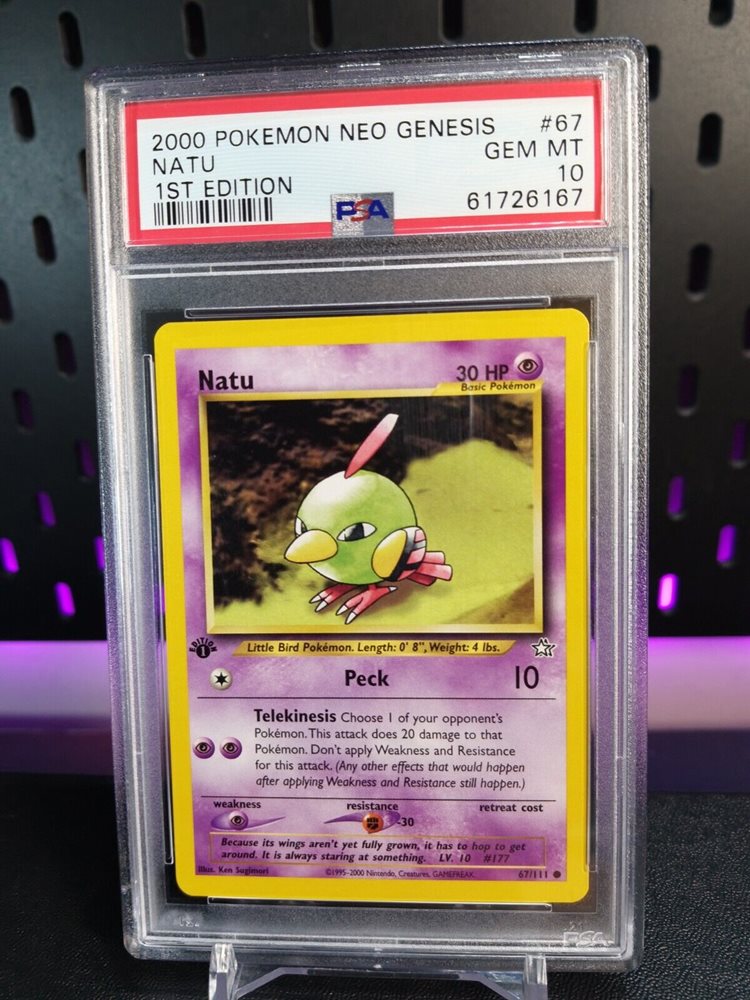 2000 POKEMON NEO GENESIS #67
NATU GEM MT
1ST EDITION 10
PSA 61726167
Natu 30 HP
Basic Pokémon
EDITION 1
Little Bird Pokémon. Length: 0' 8", Weight: 4 lbs.
Peck 10
Telekinesis Choose 1 of your opponent's
Pokémon. This attack does 20 damage to that
Pokémon. Don't apply Weakness and Resistance
for this attack. (Any other effects that would happen
after applying Weakness and Resistance still happen.)
weakness resistance retreat cost
-30
Because its wings aren't yet fully grown, it has to hop to get
around. It is always staring at something. LV. 10 #177
Illus. Ken Sugimori ©1995-2000 Nintendo, Creatures, GAMEFREAK. 67/111